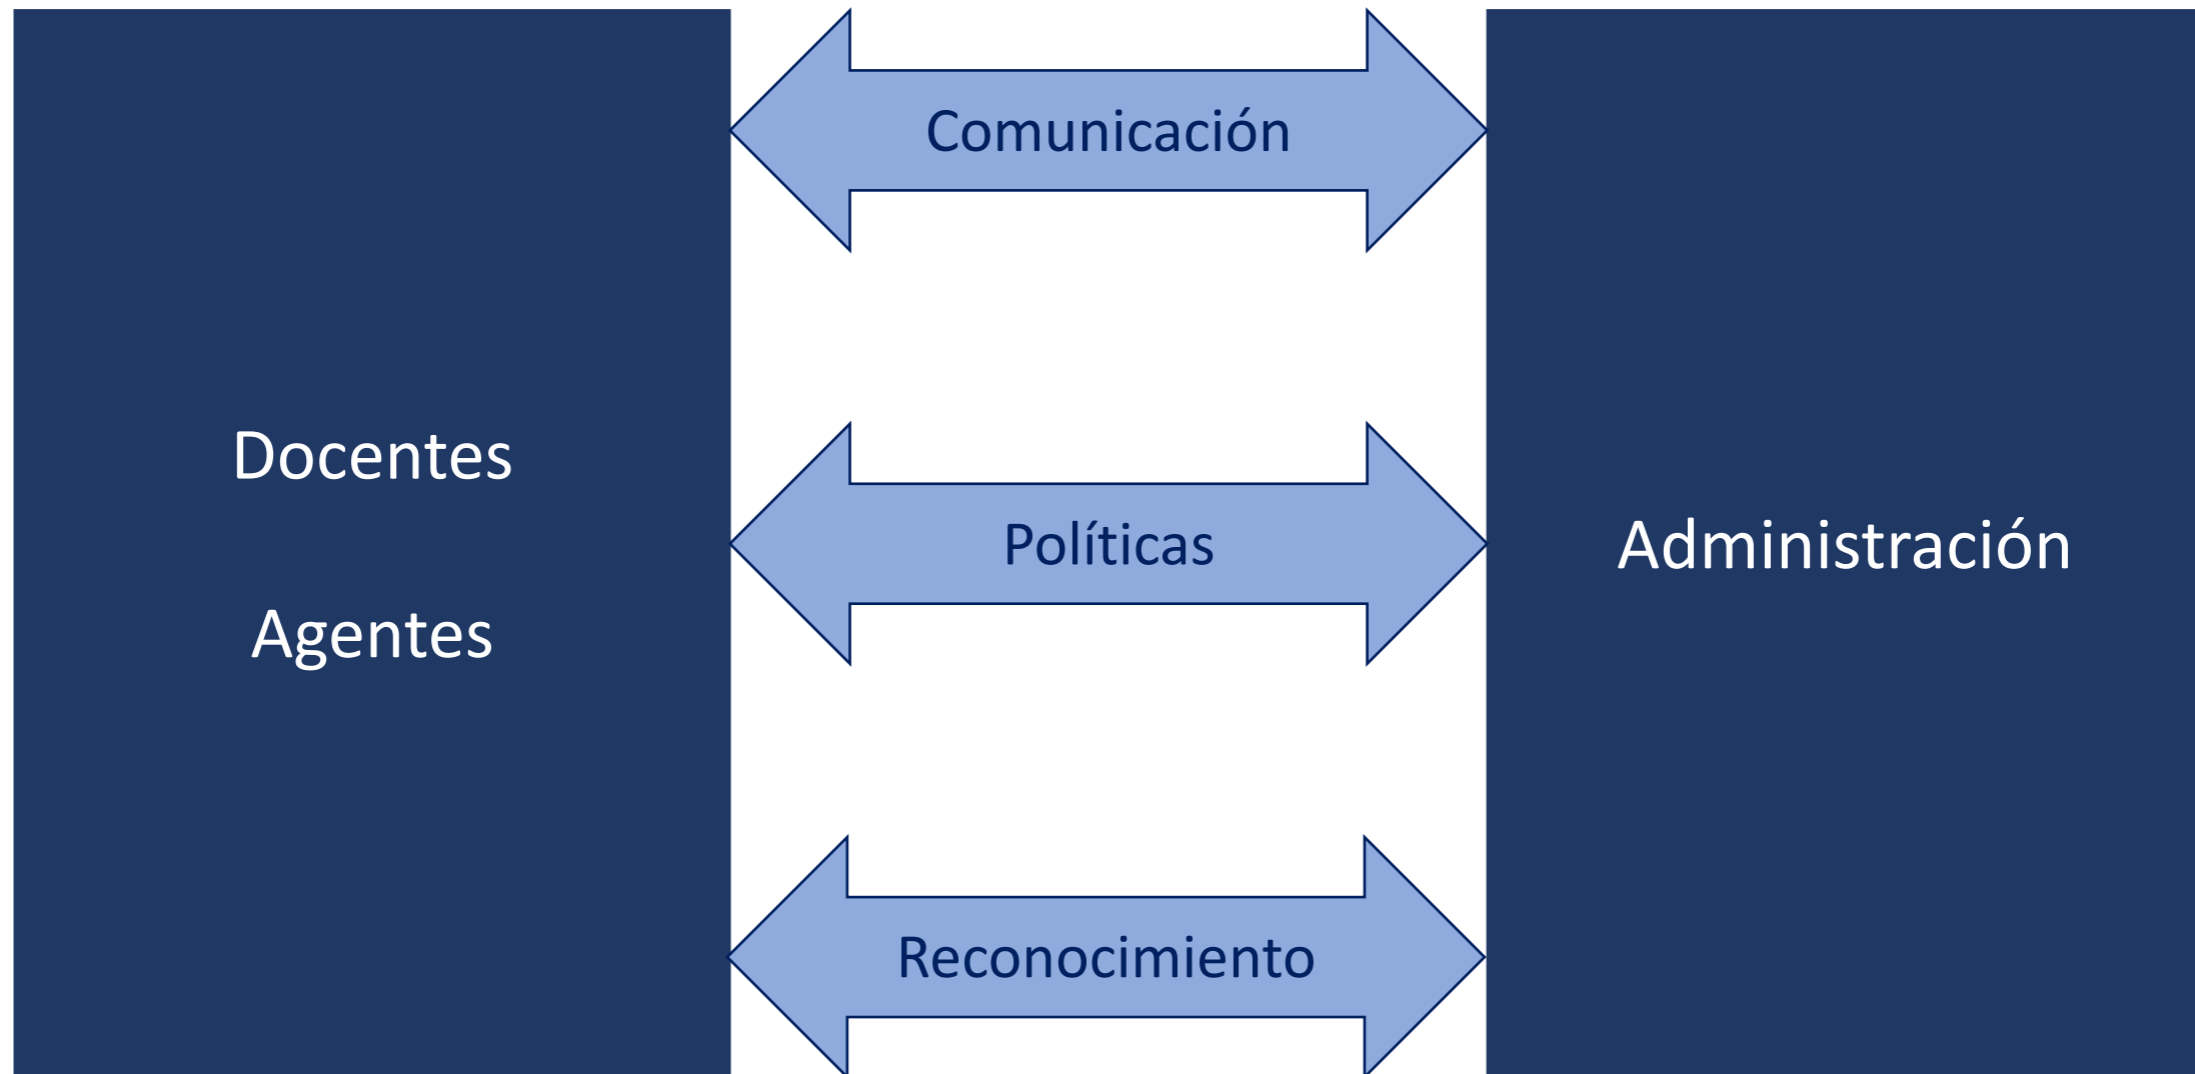 Docentes
Agentes
Comunicación
Políticas
Reconocimiento
Administración